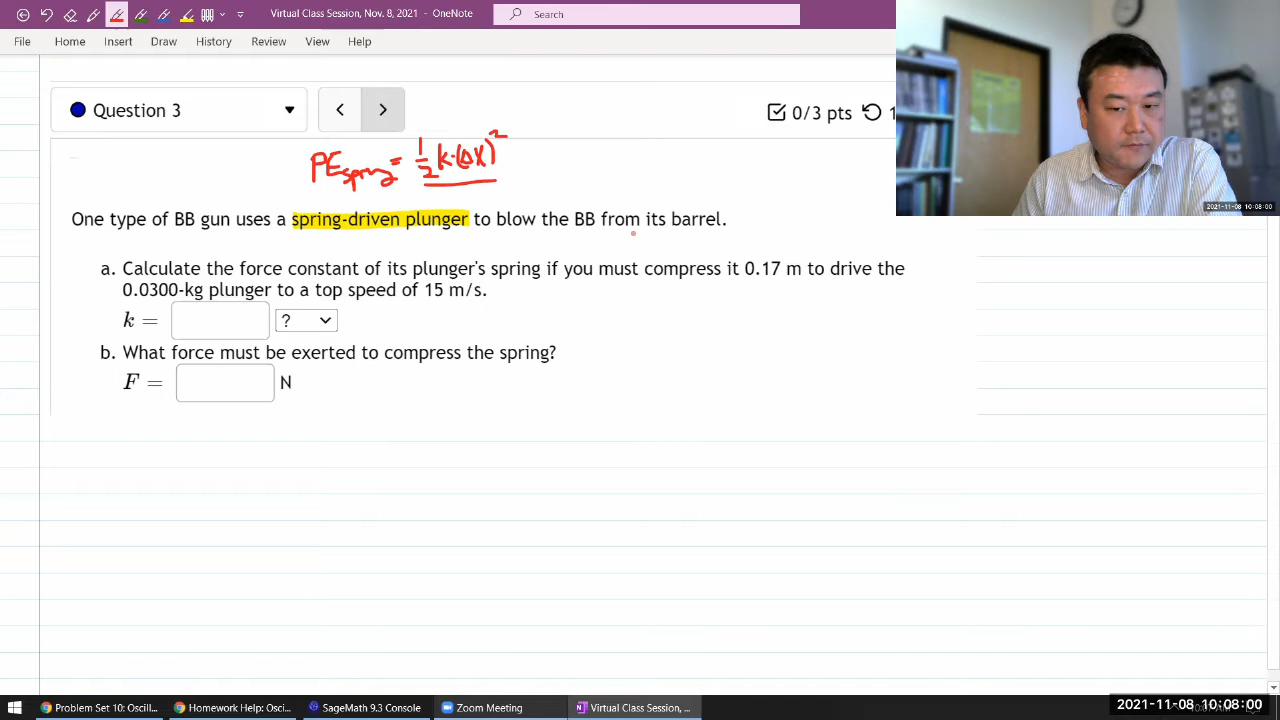 Virtual Class Session, Nov. 8, 2021 - OneNote
Search
File Home Insert Draw History Review View Help
Question 3
0/3 pts 1
PEspring = 1/2 k·(Δx)²
One type of BB gun uses a spring-driven plunger to blow the BB from its barrel.
a. Calculate the force constant of its plunger's spring if you must compress it 0.17 m to drive the
0.0300-kg plunger to a top speed of 15 m/s.
k = ?
b. What force must be exerted to compress the spring?
F = N
2021-11-08 10:08:00
Problem Set 10: Oscill... Homework Help: Osci... SageMath 9.3 Console Zoom Meeting Virtual Class Session, ... 2021-11-08 10:08:00